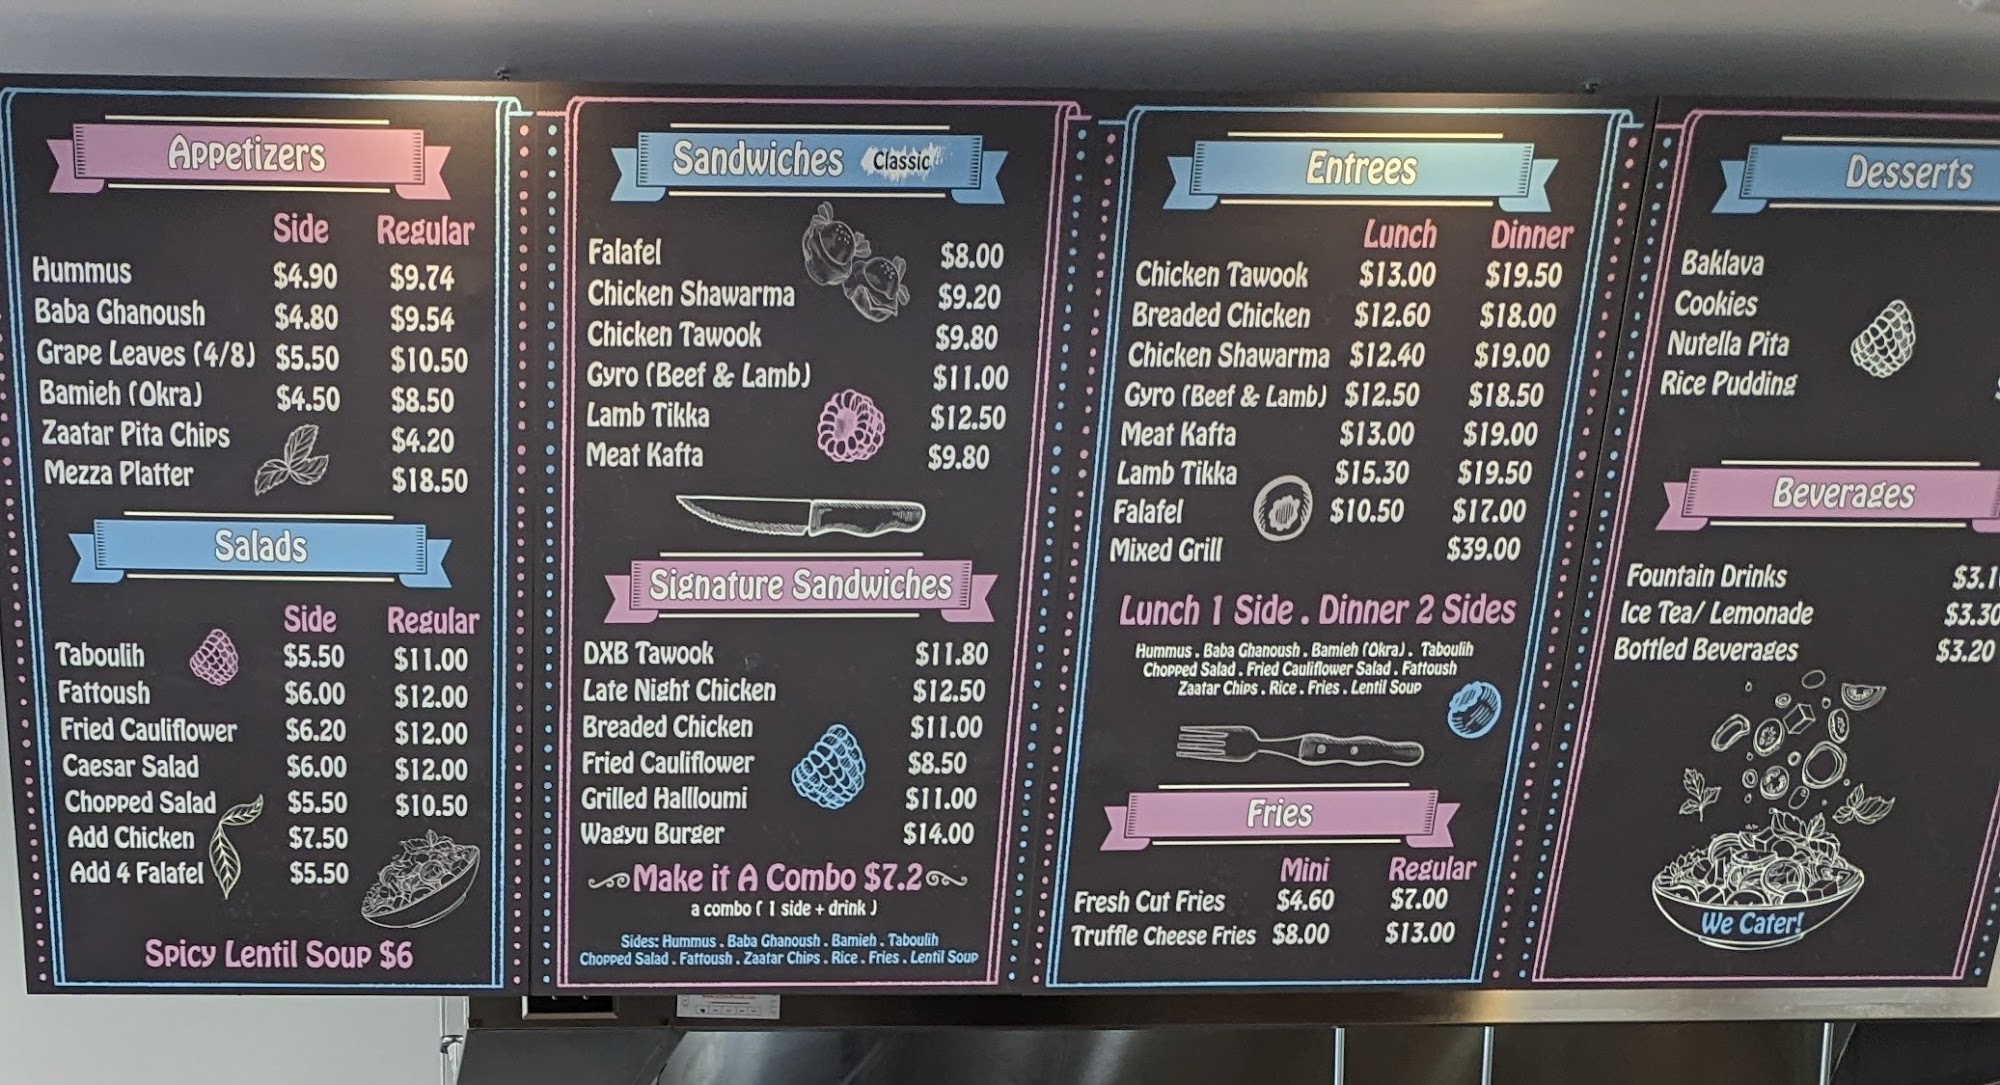 Appetizers
Side Regular
Hummus $4.90 $9.74
Baba Ghanoush $4.80 $9.54
Grape Leaves (4/8) $5.50 $10.50
Bamieh (Okra) $4.50 $8.50
Zaatar Pita Chips $4.20
Mezza Platter $18.50
Salads
Side Regular
Taboulih $5.50 $11.00
Fattoush $6.00 $12.00
Fried Cauliflower $6.20 $12.00
Caesar Salad $6.00 $12.00
Chopped Salad $5.50 $10.50
Add Chicken $7.50
Add 4 Falafel $5.50
Spicy Lentil Soup $6
Sandwiches Classic
Falafel $8.00
Chicken Shawarma $9.20
Chicken Tawook $9.80
Gyro (Beef & Lamb) $11.00
Lamb Tikka $12.50
Meat Kafta $9.80
Signature Sandwiches
DXB Tawook $11.80
Late Night Chicken $12.50
Breaded Chicken $11.00
Fried Cauliflower $8.50
Grilled Hallloumi $11.00
Wagyu Burger $14.00
Make it A Combo $7.2
a combo ( 1 side + drink )
Sides: Hummus . Baba Ghanoush . Bamieh . Taboulih
Chopped Salad . Fattoush . Zaatar Chips . Rice . Fries . Lentil Soup
Entrees
Lunch Dinner
Chicken Tawook $13.00 $19.50
Breaded Chicken $12.60 $18.00
Chicken Shawarma $12.40 $19.00
Gyro (Beef & Lamb) $12.50 $18.50
Meat Kafta $13.00 $19.00
Lamb Tikka $15.30 $19.50
Falafel $10.50 $17.00
Mixed Grill $39.00
Lunch 1 Side . Dinner 2 Sides
Hummus . Baba Ghanoush . Bamieh (Okra) . Taboulih
Chopped Salad . Fried Cauliflower Salad . Fattoush
Zaatar Chips . Rice . Fries . Lentil Soup
Fries
Mini Regular
Fresh Cut Fries $4.60 $7.00
Truffle Cheese Fries $8.00 $13.00
Desserts
Baklava
Cookies
Nutella Pita
Rice Pudding
Beverages
Fountain Drinks $3.1
Ice Tea/ Lemonade $3.30
Bottled Beverages $3.20
We Cater!